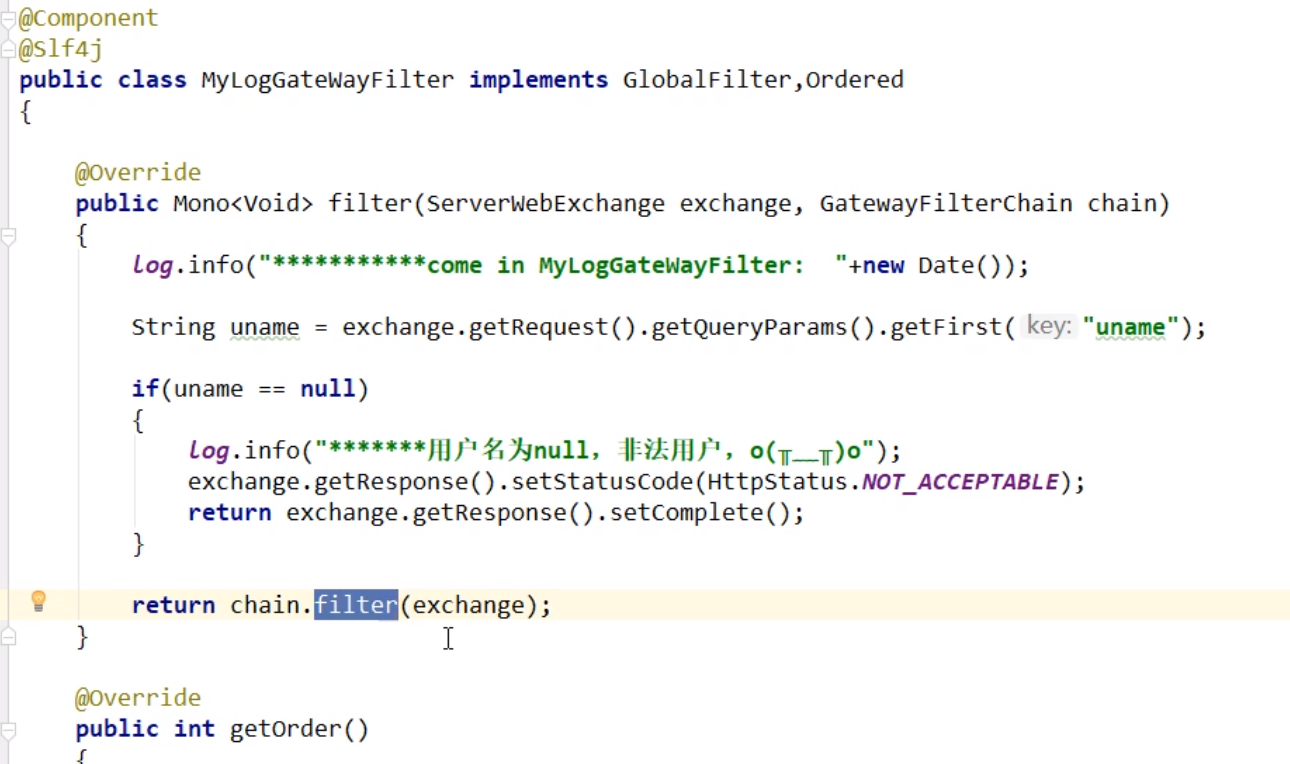 @Component
@Slf4j
public class MyLogGateWayFilter implements GlobalFilter,Ordered
{
@Override
public Mono<Void> filter(ServerWebExchange exchange, GatewayFilterChain chain)
{
log.info("***********come in MyLogGateWayFilter:  "+new Date());
String uname = exchange.getRequest().getQueryParams().getFirst( key: "uname");
if(uname == null)
{
log.info("*******用户名为null，非法用户，o(╥﹏╥)o");
exchange.getResponse().setStatusCode(HttpStatus.NOT_ACCEPTABLE);
return exchange.getResponse().setComplete();
}
return chain.filter(exchange);
}
@Override
public int getOrder()
{